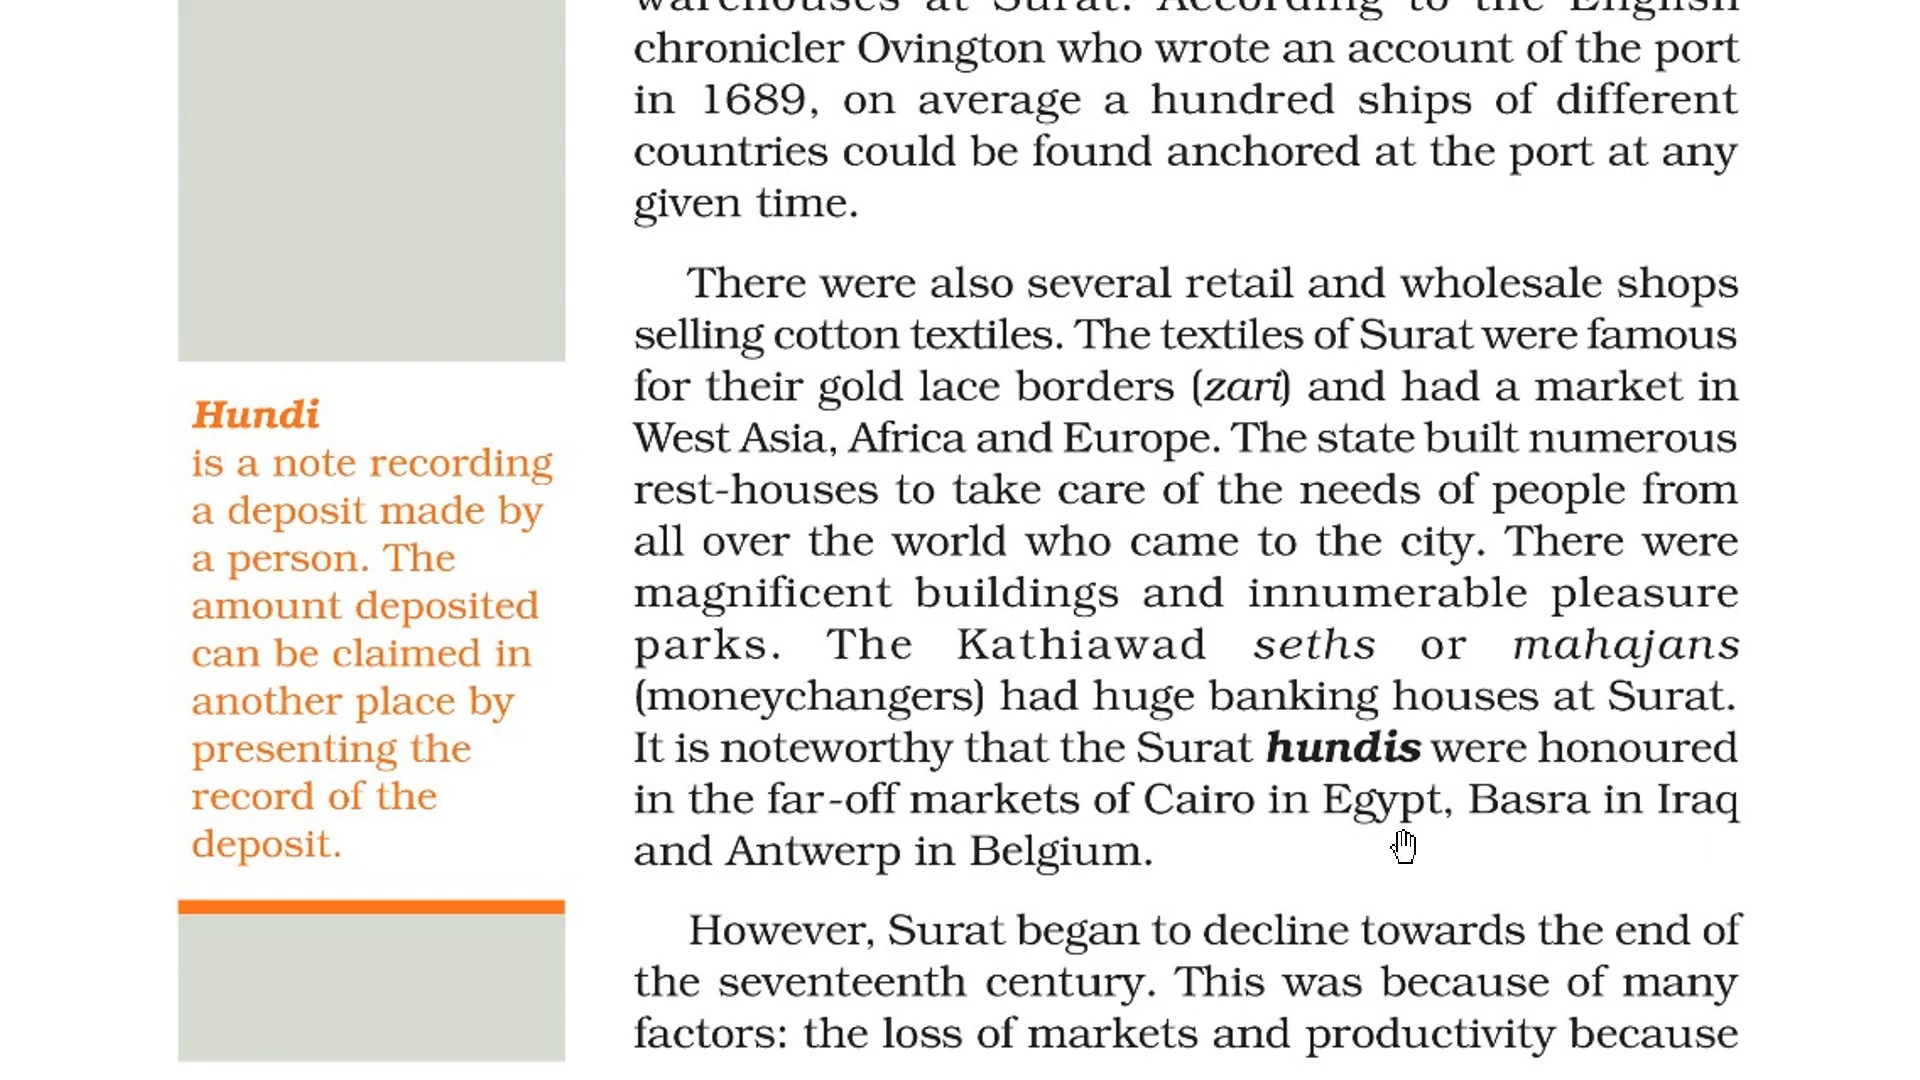 warehouses at Surat. According to the English
chronicler Ovington who wrote an account of the port
in 1689, on average a hundred ships of different
countries could be found anchored at the port at any
given time.
There were also several retail and wholesale shops
selling cotton textiles. The textiles of Surat were famous
for their gold lace borders (zari) and had a market in
West Asia, Africa and Europe. The state built numerous
rest-houses to take care of the needs of people from
all over the world who came to the city. There were
magnificent buildings and innumerable pleasure
parks. The Kathiawad seths or mahajans
(moneychangers) had huge banking houses at Surat.
It is noteworthy that the Surat hundis were honoured
in the far-off markets of Cairo in Egypt, Basra in Iraq
and Antwerp in Belgium.
However, Surat began to decline towards the end of
the seventeenth century. This was because of many
factors: the loss of markets and productivity because
Hundi
is a note recording
a deposit made by
a person. The
amount deposited
can be claimed in
another place by
presenting the
record of the
deposit.